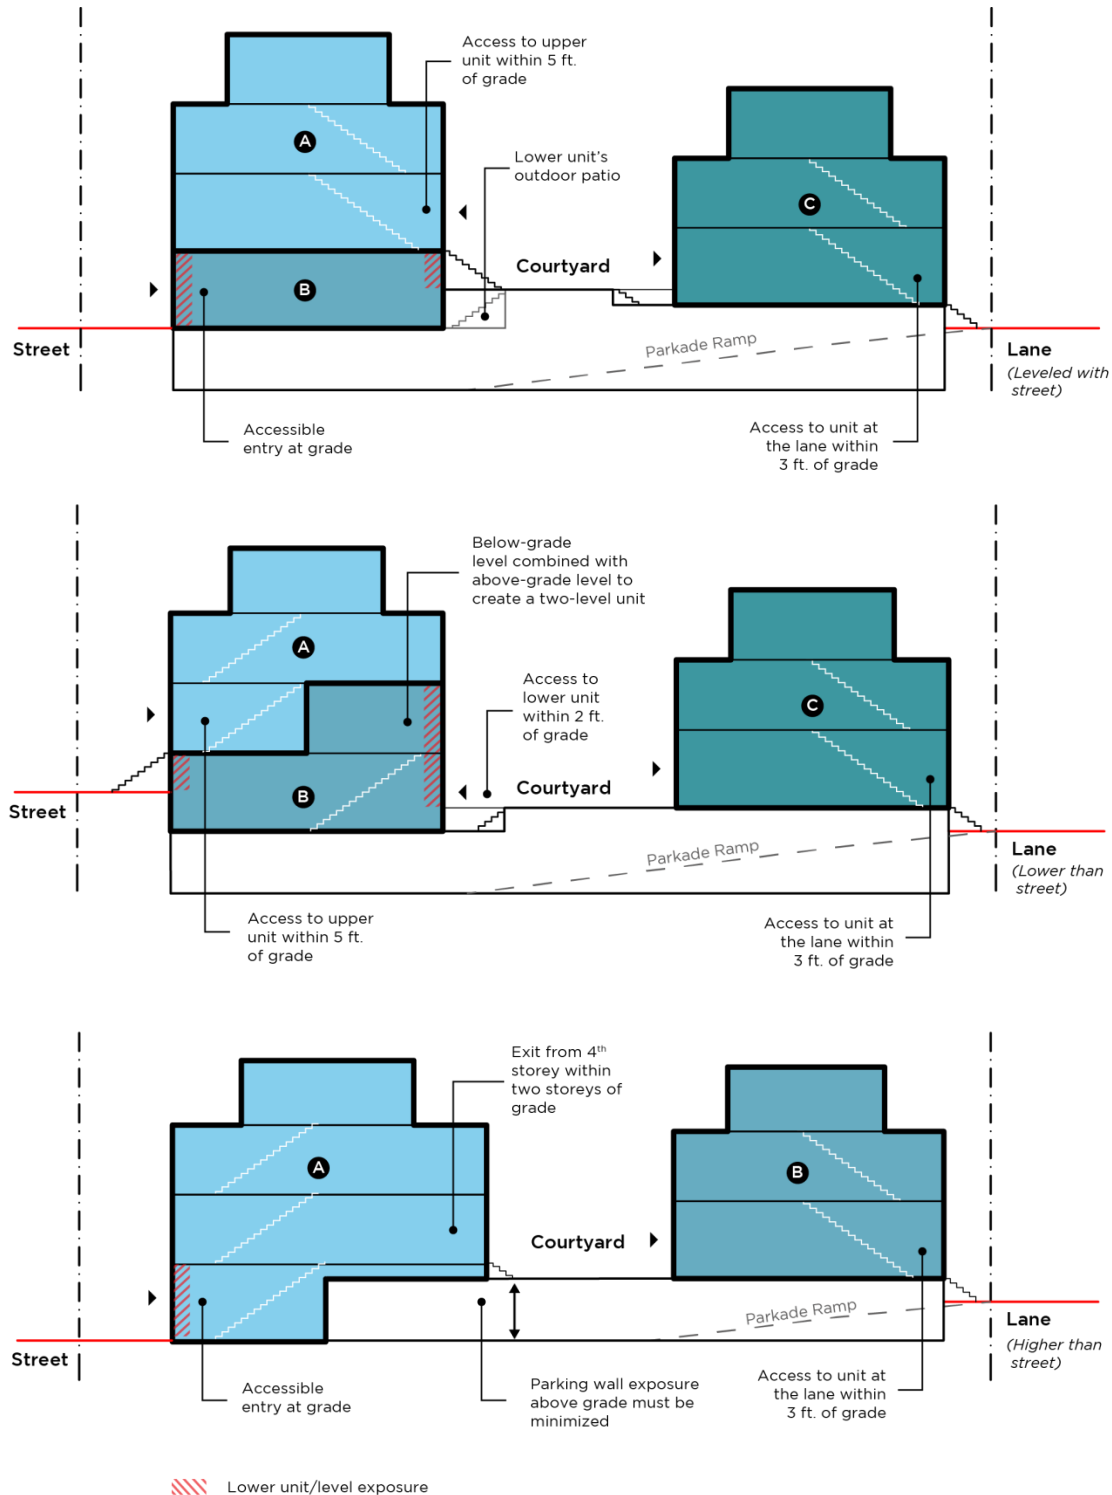 Access to upper
unit within 5 ft.
of grade
A
Lower unit's
outdoor patio
C
Courtyard
B
Street
Parkade Ramp
Lane
(Leveled with
street)
Accessible
entry at grade
Access to unit at
the lane within
3 ft. of grade
Below-grade
level combined with
above-grade level to
create a two-level unit
A
Access to
lower unit
within 2 ft.
of grade
C
Courtyard
B
Street
Parkade Ramp
Lane
(Lower than
street)
Access to upper
unit within 5 ft.
of grade
Access to unit at
the lane within
3 ft. of grade
Exit from 4th
storey within
two storeys of
grade
A
B
Courtyard
Parkade Ramp
Lane
(Higher than
street)
Street
Accessible
entry at grade
Parking wall exposure
above grade must be
minimized
Access to unit at
the lane within
3 ft. of grade
Lower unit/level exposure